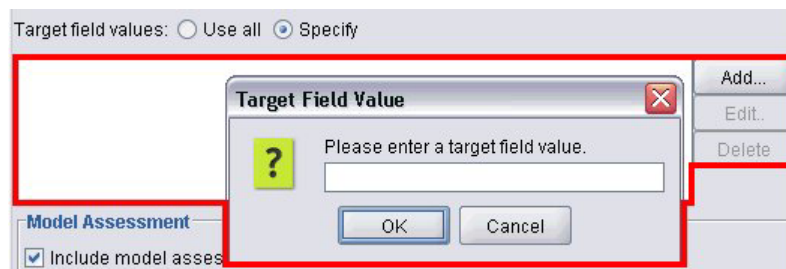 Target field values: Use all Specify
Add...
Target Field Value
Edit..
Please enter a target field value.
Delete
?
OK Cancel
Model Assessment
Include model asses